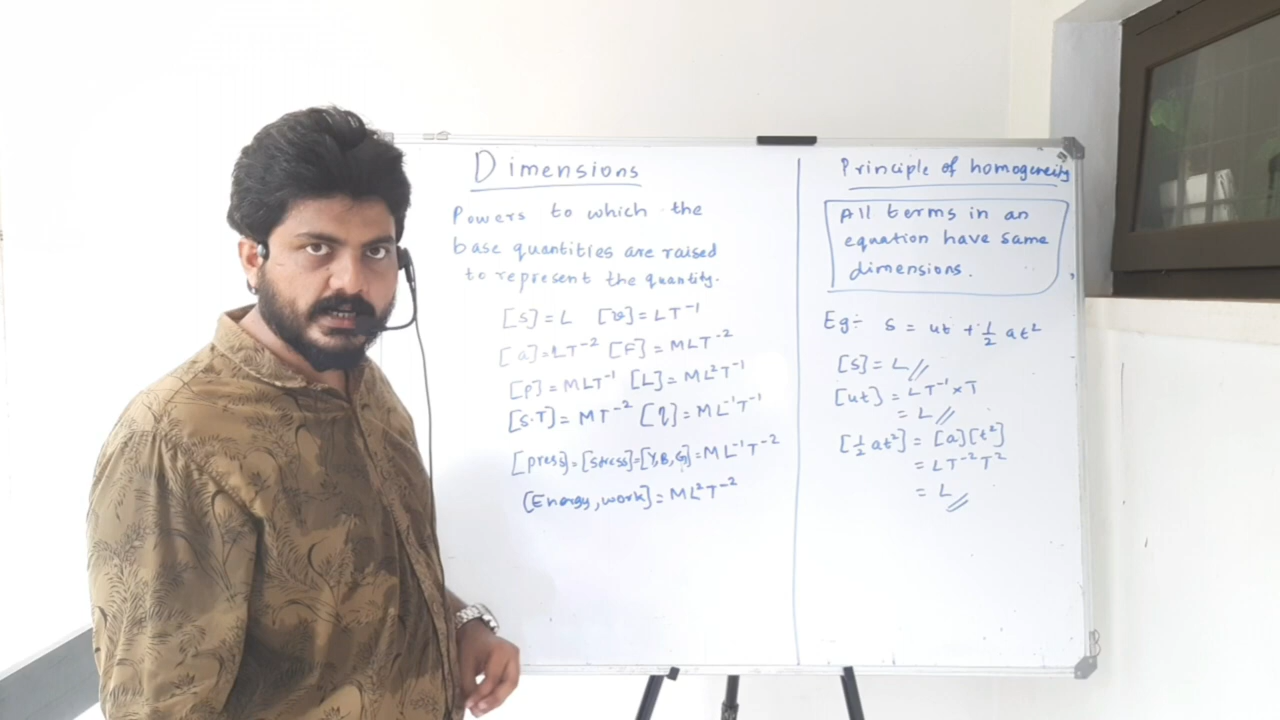 Dimensions
Powers to which the
base quantities are raised
to represent the quantity.
[s] = L [v] = LT⁻¹
[a] = LT⁻² [F] = MLT⁻²
[p] = MLT⁻¹ [L] = ML²T⁻¹
[S.T] = MT⁻² [η] = ML⁻¹T⁻¹
[press] = [stress] = [Y,B,G] = ML⁻¹T⁻²
[Energy, work] = ML²T⁻²
Principle of homogeneity
All terms in an
equation have same
dimensions.
Eg:- s = ut + ½ at²
[s] = L //
[ut] = LT⁻¹ × T
= L //
[½ at²] = [a][t²]
= LT⁻²T²
= L //